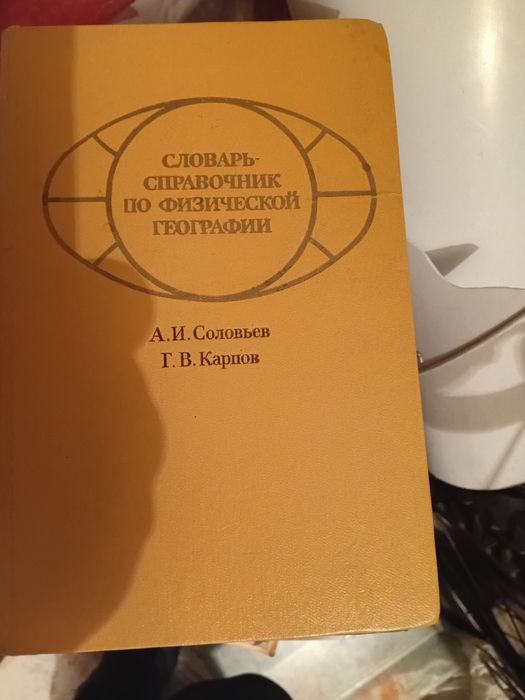 СЛОВАРЬ-
СПРАВОЧНИК
ПО ФИЗИЧЕСКОЙ
ГЕОГРАФИИ
А. И. Соловьев
Г. В. Карпов